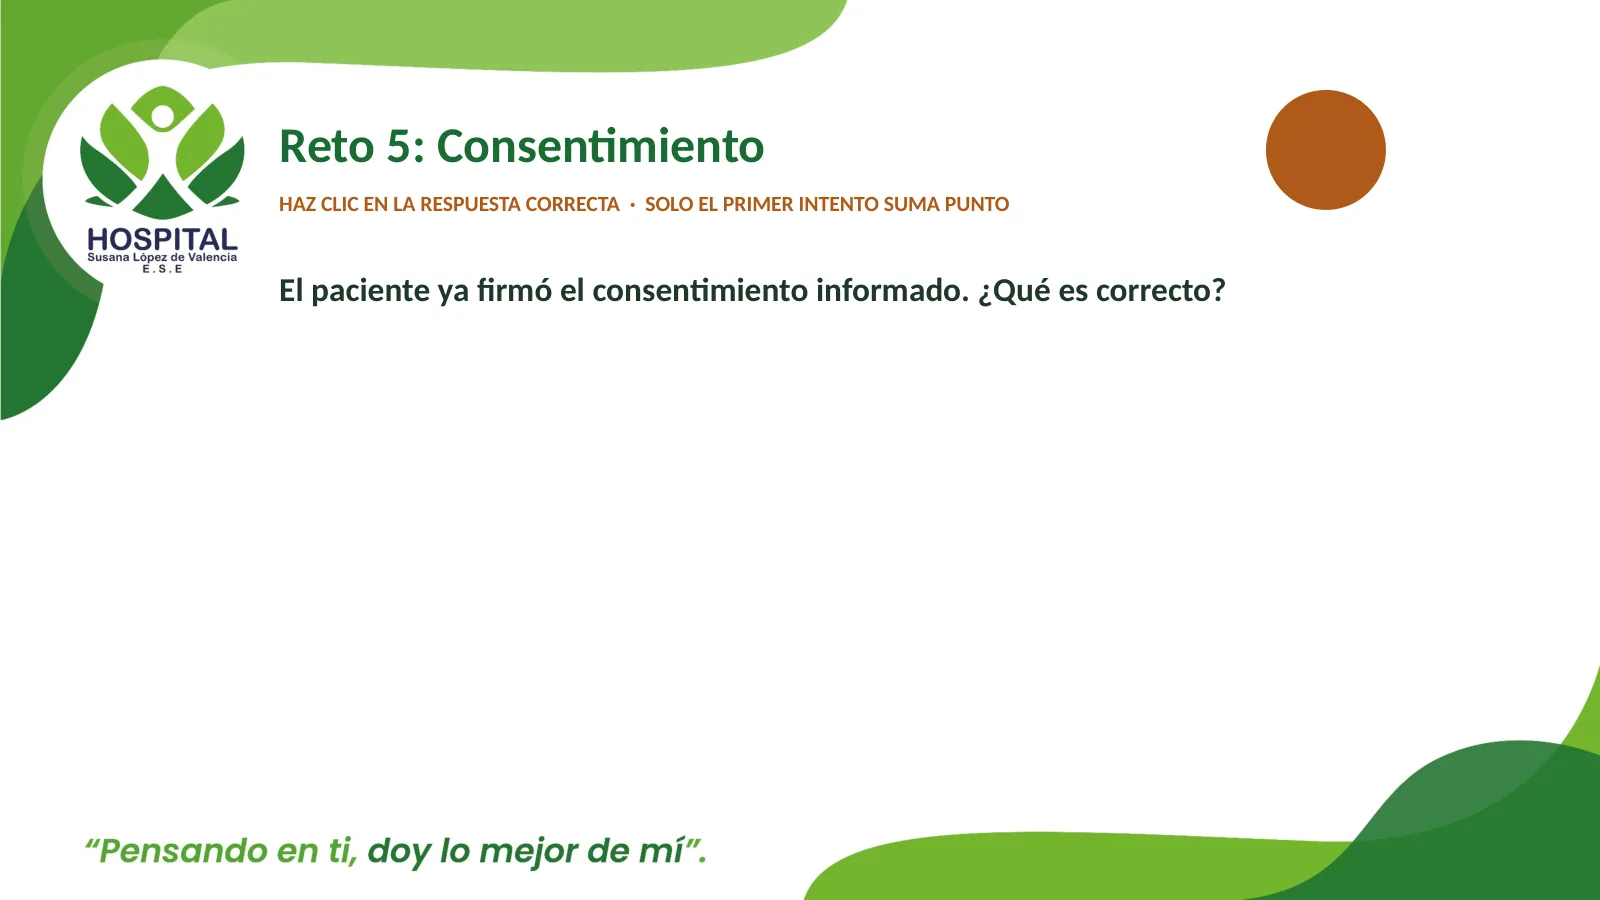 Reto 5: Consentimiento
HAZ CLIC EN LA RESPUESTA CORRECTA · SOLO EL PRIMER INTENTO SUMA PUNTO
HOSPITAL
Susana López de Valencia
E.S.E
El paciente ya firmó el consentimiento informado. ¿Qué es correcto?
“Pensando en ti, doy lo mejor de mí”.